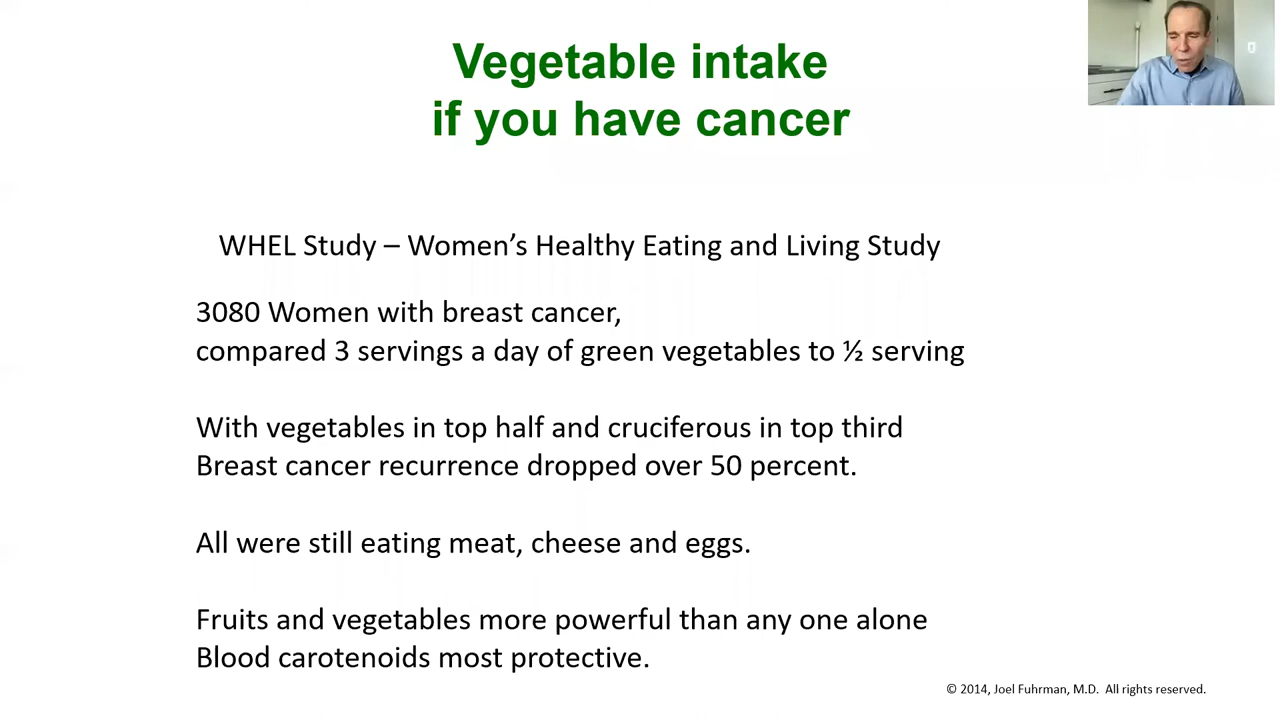 Vegetable intake
if you have cancer
WHEL Study – Women's Healthy Eating and Living Study
3080 Women with breast cancer,
compared 3 servings a day of green vegetables to ½ serving
With vegetables in top half and cruciferous in top third
Breast cancer recurrence dropped over 50 percent.
All were still eating meat, cheese and eggs.
Fruits and vegetables more powerful than any one alone
Blood carotenoids most protective.
© 2014, Joel Fuhrman, M.D. All rights reserved.